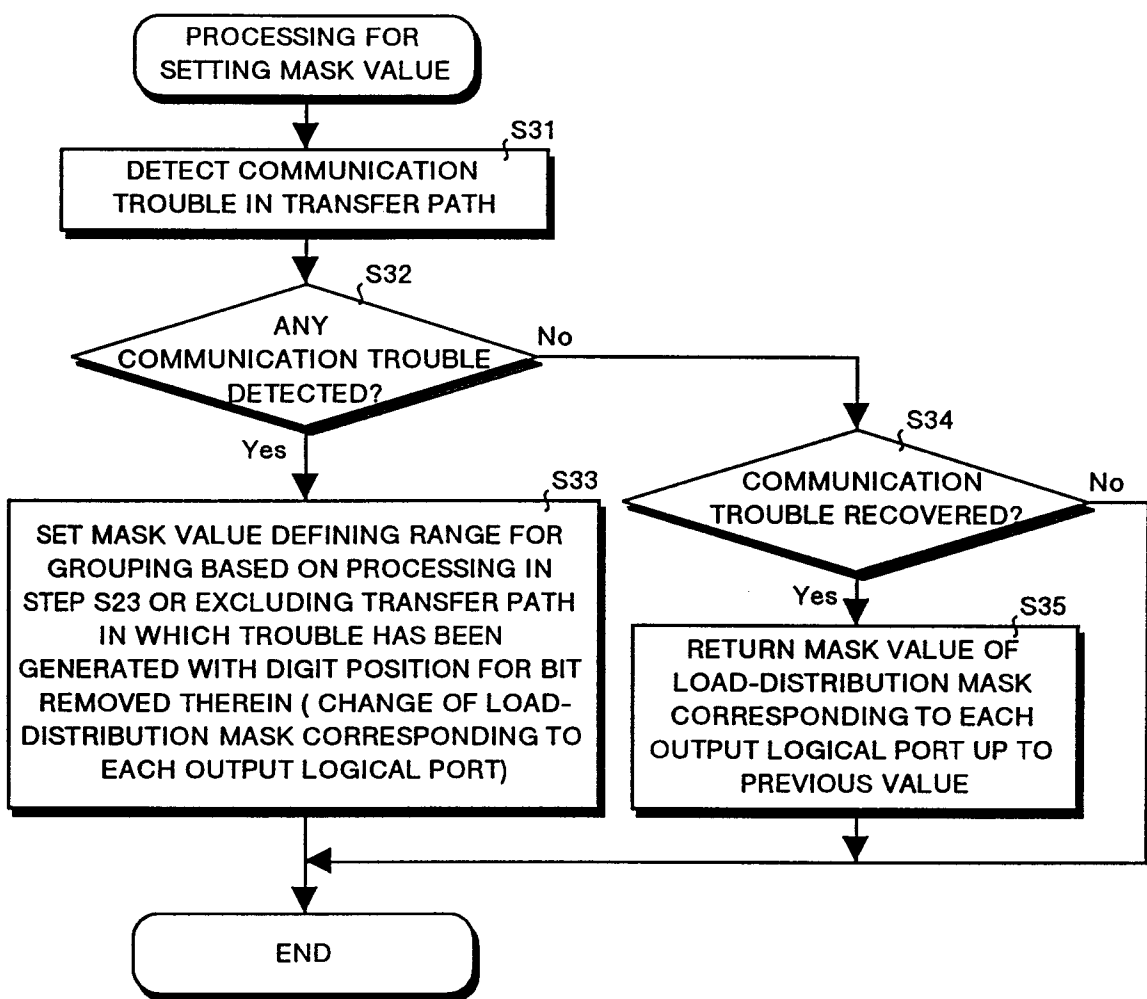 PROCESSING FOR
SETTING MASK VALUE
S31
DETECT COMMUNICATION
TROUBLE IN TRANSFER PATH
S32
ANY
COMMUNICATION TROUBLE
DETECTED?
No
Yes
S34
COMMUNICATION
TROUBLE RECOVERED?
No
Yes
S33
SET MASK VALUE DEFINING RANGE FOR
GROUPING BASED ON PROCESSING IN
STEP S23 OR EXCLUDING TRANSFER PATH
IN WHICH TROUBLE HAS BEEN
GENERATED WITH DIGIT POSITION FOR BIT
REMOVED THEREIN ( CHANGE OF LOAD-
DISTRIBUTION MASK CORRESPONDING TO
EACH OUTPUT LOGICAL PORT)
S35
RETURN MASK VALUE OF
LOAD-DISTRIBUTION MASK
CORRESPONDING TO EACH
OUTPUT LOGICAL PORT UP TO
PREVIOUS VALUE
END